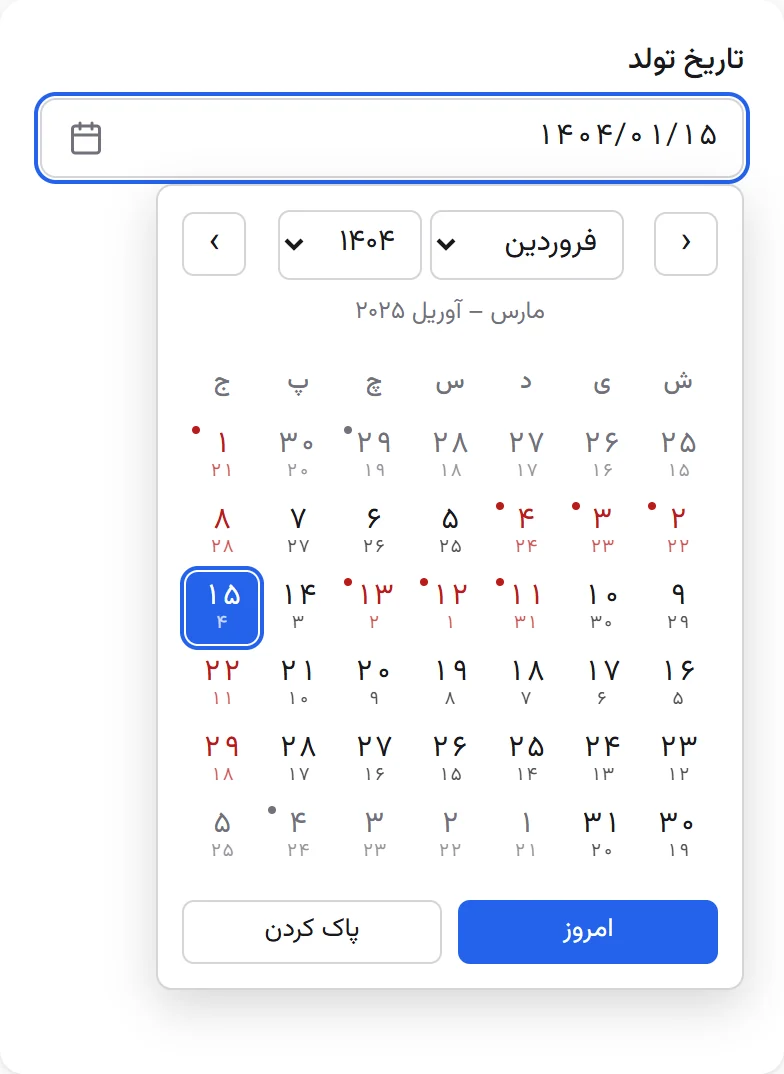 تاریخ تولد
۱۴۰۴/۰۱/۱۵
‹ فروردین ۱۴۰۴ ›
مارس – آوریل ۲۰۲۵
ش ی د س چ پ ج
۲۵ ۲۶ ۲۷ ۲۸ ۲۹ ۳۰ ۱
۱۵ ۱۶ ۱۷ ۱۸ ۱۹ ۲۰ ۲۱
۲ ۳ ۴ ۵ ۶ ۷ ۸
۲۲ ۲۳ ۲۴ ۲۵ ۲۶ ۲۷ ۲۸
۹ ۱۰ ۱۱ ۱۲ ۱۳ ۱۴ ۱۵
۲۹ ۳۰ ۳۱ ۱ ۲ ۳ ۴
۱۶ ۱۷ ۱۸ ۱۹ ۲۰ ۲۱ ۲۲
۵ ۶ ۷ ۸ ۹ ۱۰ ۱۱
۲۳ ۲۴ ۲۵ ۲۶ ۲۷ ۲۸ ۲۹
۱۲ ۱۳ ۱۴ ۱۵ ۱۶ ۱۷ ۱۸
۳۰ ۳۱ ۱ ۲ ۳ ۴ ۵
۱۹ ۲۰ ۲۱ ۲۲ ۲۳ ۲۴ ۲۵
امروز پاک کردن